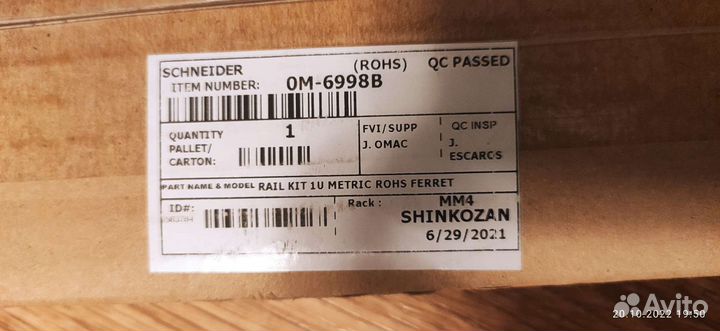 SCHNEIDER (ROHS) QC PASSED
ITEM NUMBER: 0M-6998B
QUANTITY 1 FVI/SUPP QC INSP
PALLET/ J. OMAC J.
CARTON: ESCAROS
PART NAME & MODEL RAIL KIT 1U METRIC ROHS FERRET
ID#: Rack : MM4
SHINKOZAN
6/29/2021
Avito
20.10.2022 19:50